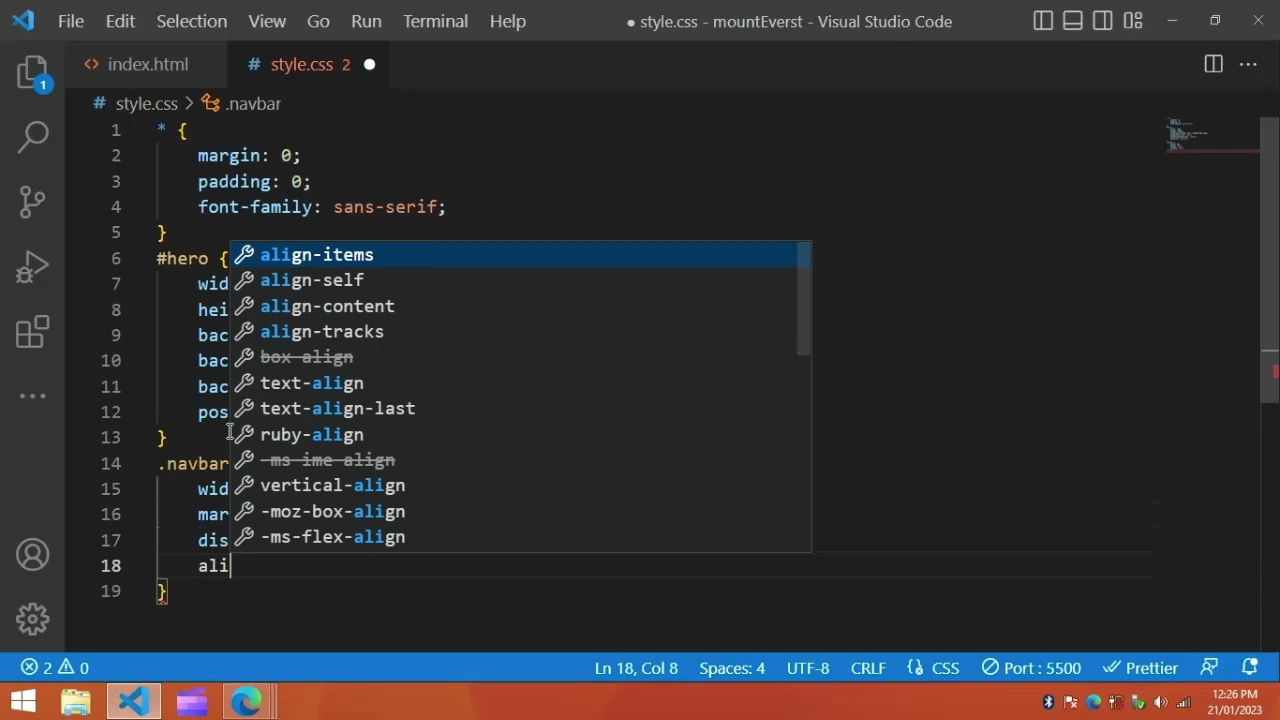 File Edit Selection View Go Run Terminal Help
● style.css - mountEverst - Visual Studio Code
<> index.html
# style.css 2 ●
# style.css > .navbar
1 * {
2 margin: 0;
3 padding: 0;
4 font-family: sans-serif;
5 }
6 #hero {
7 wid
8 hei
9 bac
10 bac
11 bac
12 pos
13 }
14 .navbar
15 wid
16 mar
17 dis
18 ali
19 }
align-items
align-self
align-content
align-tracks
box-align
text-align
text-align-last
ruby-align
-ms-ime-align
vertical-align
-moz-box-align
-ms-flex-align
1
2 0
Ln 18, Col 8 Spaces: 4 UTF-8 CRLF {} CSS Port : 5500 Prettier
12:26 PM
21/01/2023